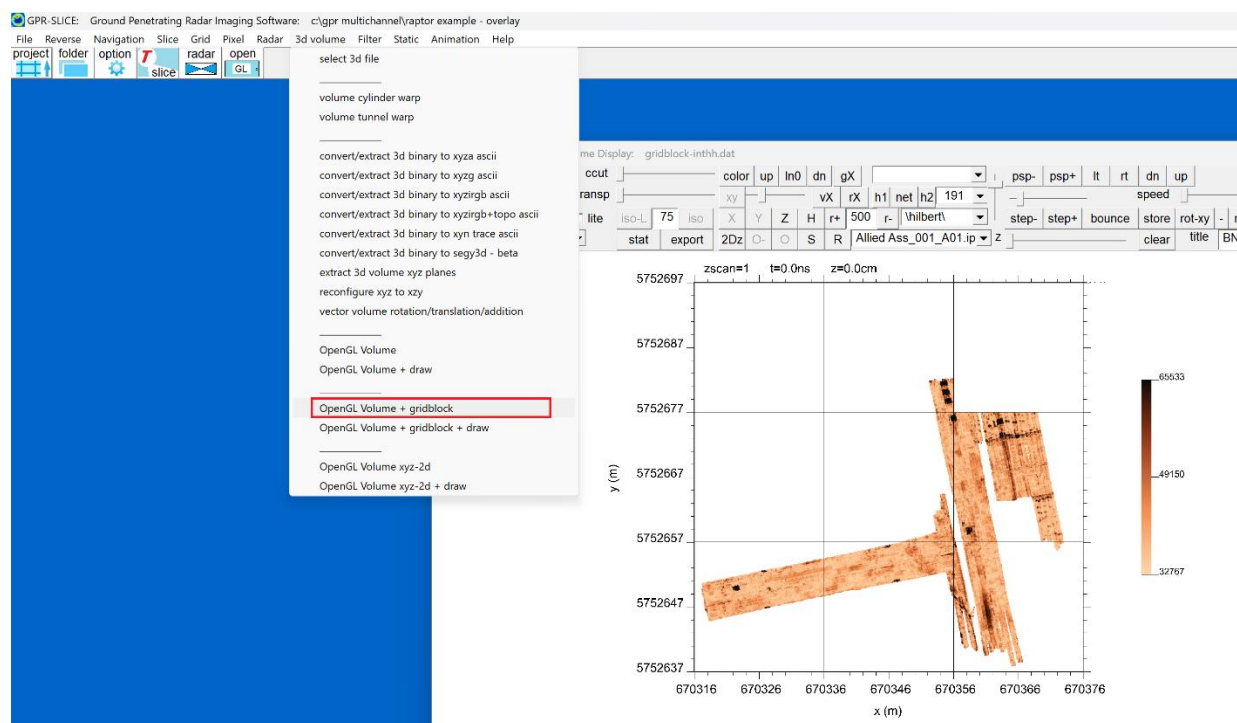 GPR-SLICE: Ground Penetrating Radar Imaging Software: c:\gpr multichannel\raptor example - overlay
File Reverse Navigation Slice Grid Pixel Radar 3d volume Filter Static Animation Help
project folder option T slice radar open GL
select 3d file
volume cylinder warp
volume tunnel warp
convert/extract 3d binary to xyza ascii
convert/extract 3d binary to xyzg ascii
convert/extract 3d binary to xyzirgb ascii
convert/extract 3d binary to xyzirgb+topo ascii
convert/extract 3d binary to xyn trace ascii
convert/extract 3d binary to segy3d - beta
extract 3d volume xyz planes
reconfigure xyz to xzy
vector volume rotation/translation/addition
OpenGL Volume
OpenGL Volume + draw
OpenGL Volume + gridblock
OpenGL Volume + gridblock + draw
OpenGL Volume xyz-2d
OpenGL Volume xyz-2d + draw
me Display: gridblock-inthh.dat
ccut color up ln0 dn gX psp- psp+ lt rt dn up
transp xy vX rX h1 net h2 191 speed
lite iso-L 75 iso X Y Z H r+ 500 r- \hilbert\ step- step+ bounce store rot-xy -
stat export 2Dz O- O S R Allied Ass_001_A01.ip z clear title BN
zscan=1 t=0.0ns z=0.0cm
5752697
5752687
5752677
5752667
5752657
5752647
5752637
y (m)
670316 670326 670336 670346 670356 670366 670376
x (m)
65533
49150
32767